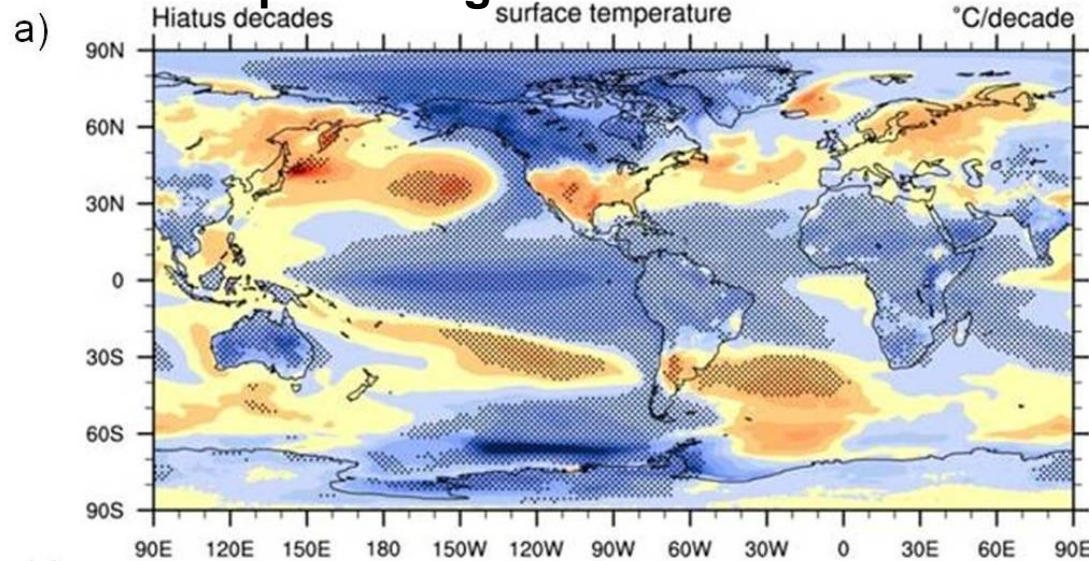 a)
Hiatus decades surface temperature °C/decade
90N
60N
30N
0
30S
60S
90S
90E 120E 150E 180 150W 120W 90W 60W 30W 0 30E 60E 90E